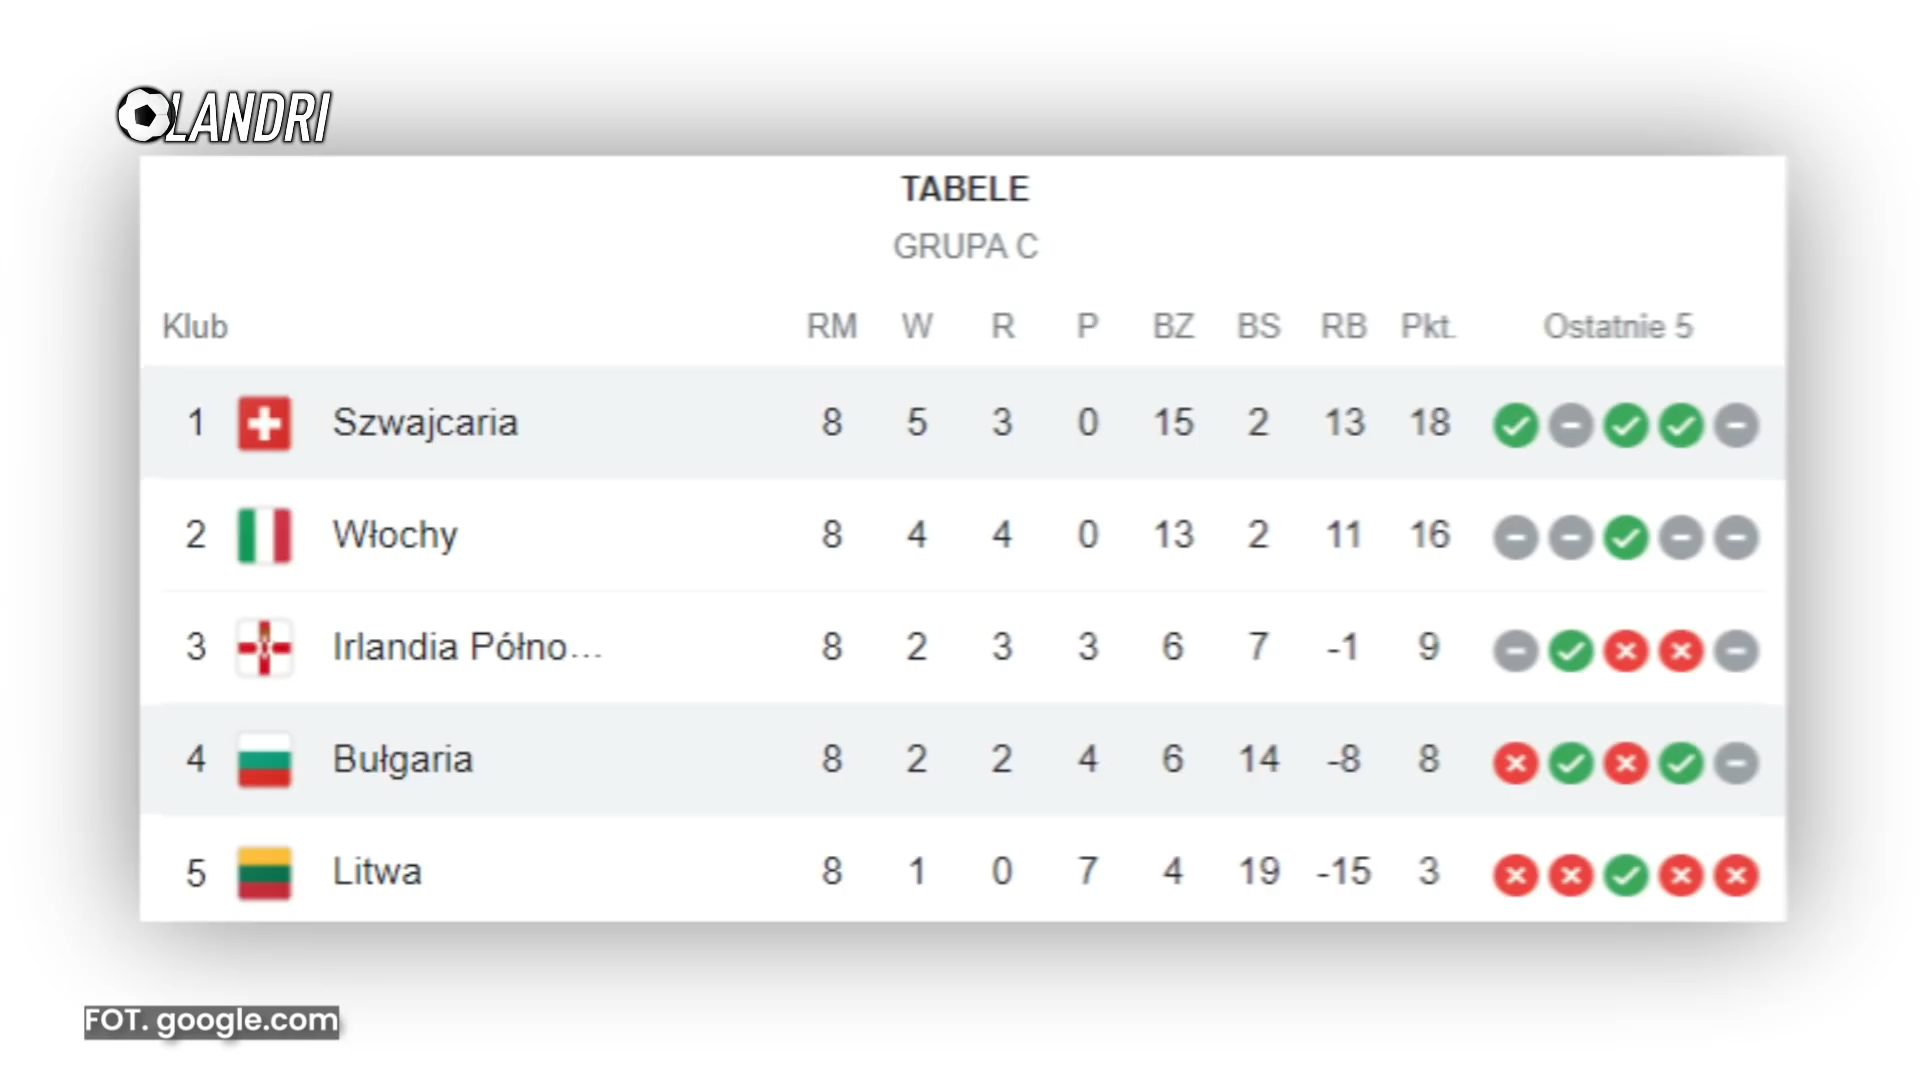 LANDRI
TABELE
GRUPA C
Klub RM W R P BZ BS RB Pkt. Ostatnie 5
1 Szwajcaria 8 5 3 0 15 2 13 18
2 Włochy 8 4 4 0 13 2 11 16
3 Irlandia Półno... 8 2 3 3 6 7 -1 9
4 Bułgaria 8 2 2 4 6 14 -8 8
5 Litwa 8 1 0 7 4 19 -15 3
FOT. google.com